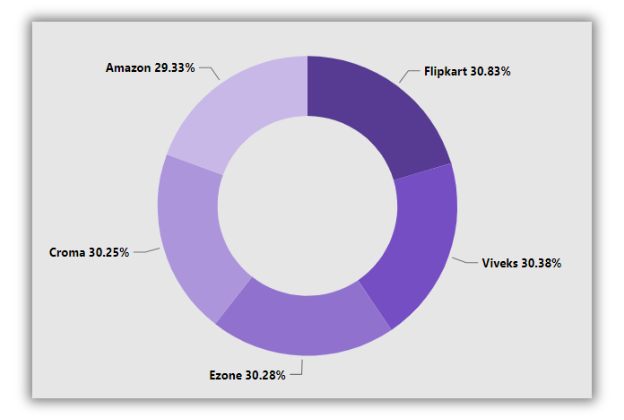 Amazon 29.33%
Flipkart 30.83%
Croma 30.25%
Viveks 30.38%
Ezone 30.28%